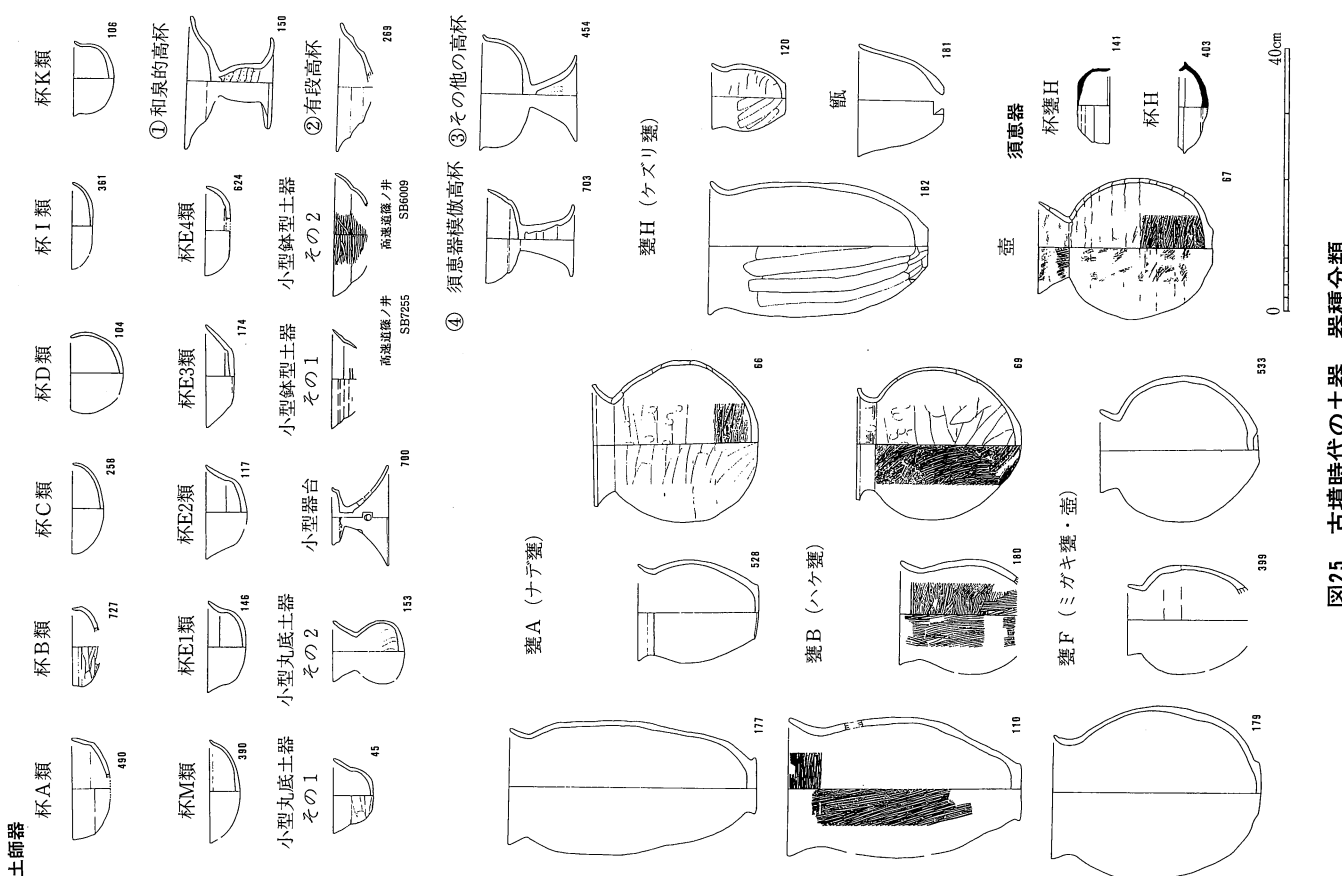 土師器
杯A類
490
杯B類
727
杯C類
258
杯D類
104
杯I類
361
杯K類
106
杯M類
390
杯E1類
146
杯E2類
117
杯E3類
174
杯E4類
624
①和泉的高杯
150
小型丸底土器
その1
45
小型丸底土器
その2
153
小型器台
700
小型鉢型土器
その1
高速道篠ノ井
SB7255
小型鉢型土器
その2
高速道篠ノ井
SB6009
②有段高杯
269
④ 須恵器模倣高杯
703
③その他の高杯
454
甕A（ナデ甕）
177
528
66
甕H（ケズリ甕）
182
120
甑
181
甕B（ハケ甕）
110
180
69
甕F（ミガキ甕・壺）
179
399
533
壺
67
須恵器
杯甕H
141
杯H
403
0
40cm
図25 古墳時代の土器 器種分類